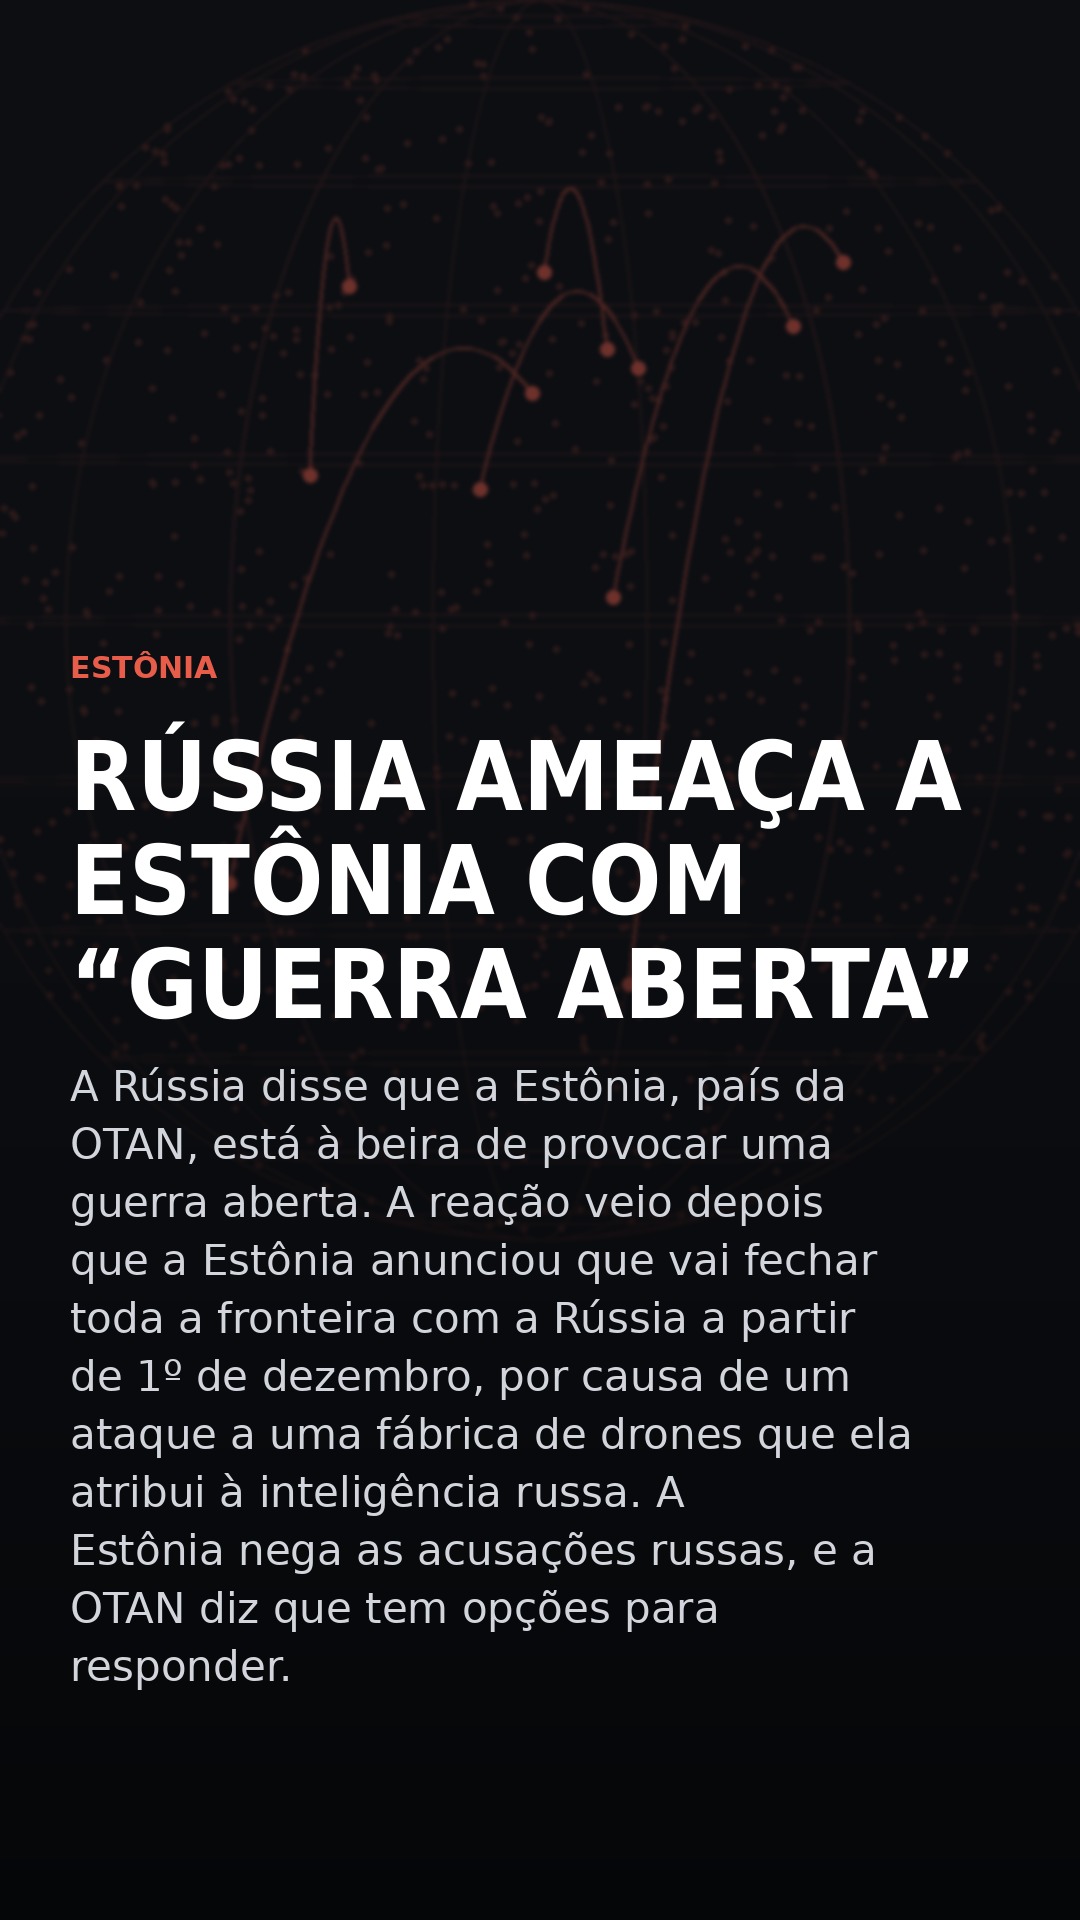 ESTÔNIA
RÚSSIA AMEAÇA A
ESTÔNIA COM
“GUERRA ABERTA”
A Rússia disse que a Estônia, país da
OTAN, está à beira de provocar uma
guerra aberta. A reação veio depois
que a Estônia anunciou que vai fechar
toda a fronteira com a Rússia a partir
de 1º de dezembro, por causa de um
ataque a uma fábrica de drones que ela
atribui à inteligência russa. A
Estônia nega as acusações russas, e a
OTAN diz que tem opções para
responder.